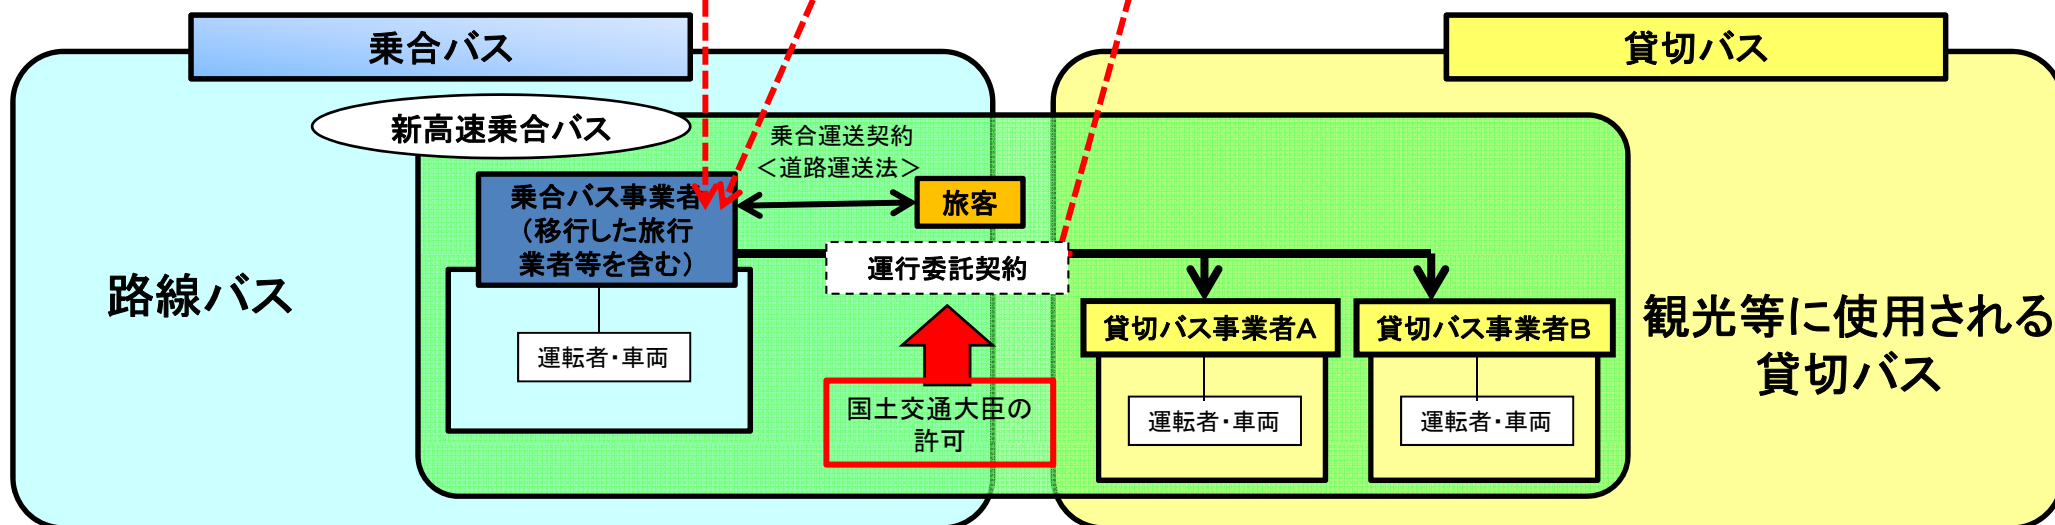 乗合バス
貸切バス
新高速乗合バス
乗合運送契約
＜道路運送法＞
乗合バス事業者
（移行した旅行
業者等を含む）
旅客
運行委託契約
路線バス
運転者・車両
国土交通大臣の
許可
貸切バス事業者A
貸切バス事業者B
運転者・車両
運転者・車両
観光等に使用される
貸切バス